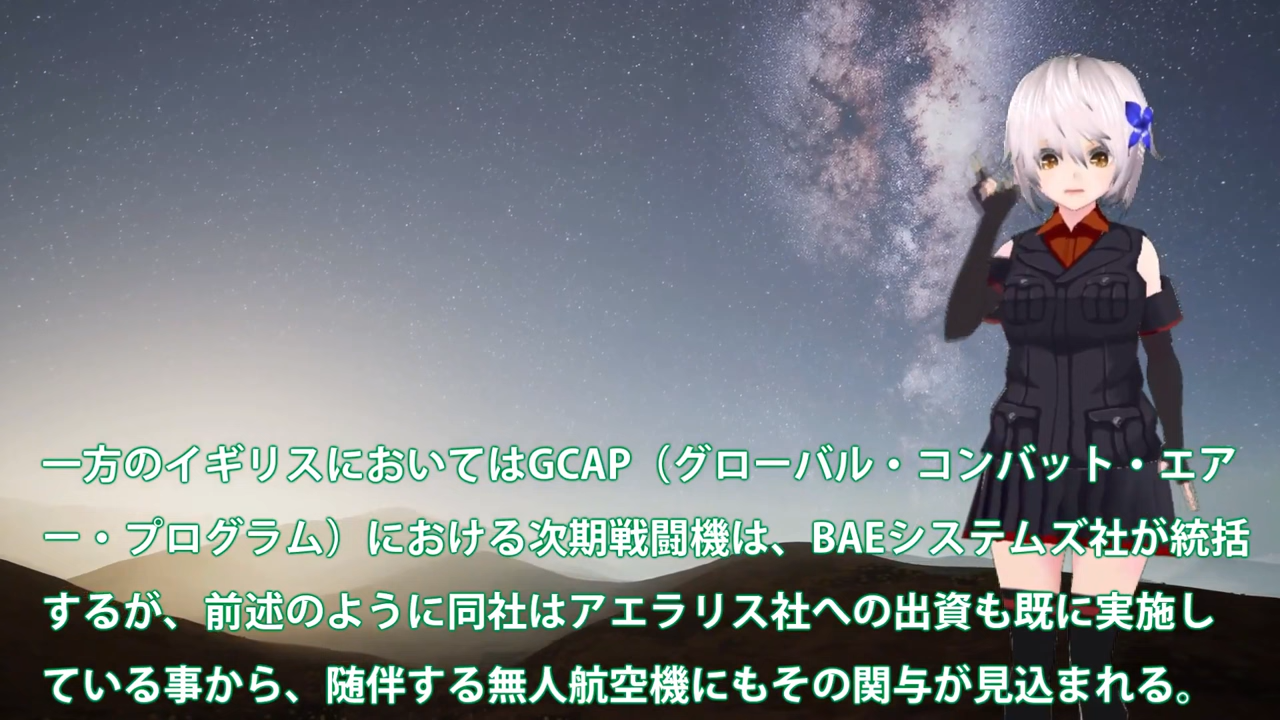 一方のイギリスにおいてはGCAP（グローバル・コンバット・エア
ー・プログラム）における次期戦闘機は、BAEシステムズ社が統括
するが、前述のように同社はアエラリス社への出資も既に実施し
ている事から、随伴する無人航空機にもその関与が見込まれる。